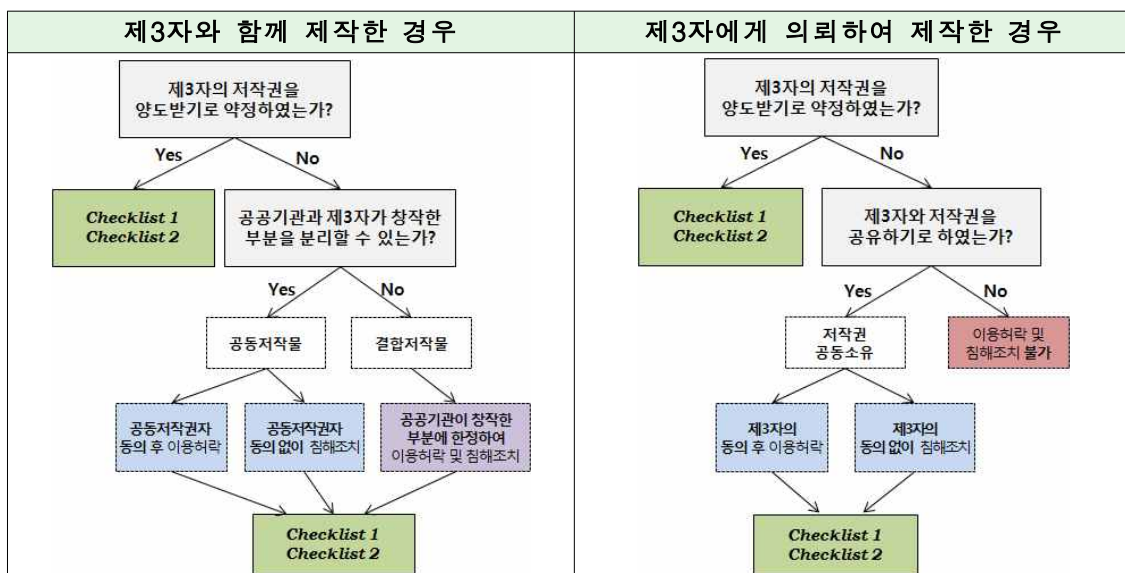 제3자와 함께 제작한 경우
제3자의 저작권을
양도받기로 약정하였는가?
Yes
No
Checklist 1
Checklist 2
공공기관과 제3자가 창작한
부분을 분리할 수 있는가?
Yes
No
공동저작물
결합저작물
공동저작권자
동의 후 이용허락
공동저작권자
동의 없이 침해조치
공공기관이 창작한
부분에 한정하여
이용허락 및 침해조치
Checklist 1
Checklist 2
제3자에게 의뢰하여 제작한 경우
제3자의 저작권을
양도받기로 약정하였는가?
Yes
No
Checklist 1
Checklist 2
제3자와 저작권을
공유하기로 하였는가?
Yes
No
저작권
공동소유
이용허락 및
침해조치 불가
제3자의
동의 후 이용허락
제3자의
동의 없이 침해조치
Checklist 1
Checklist 2